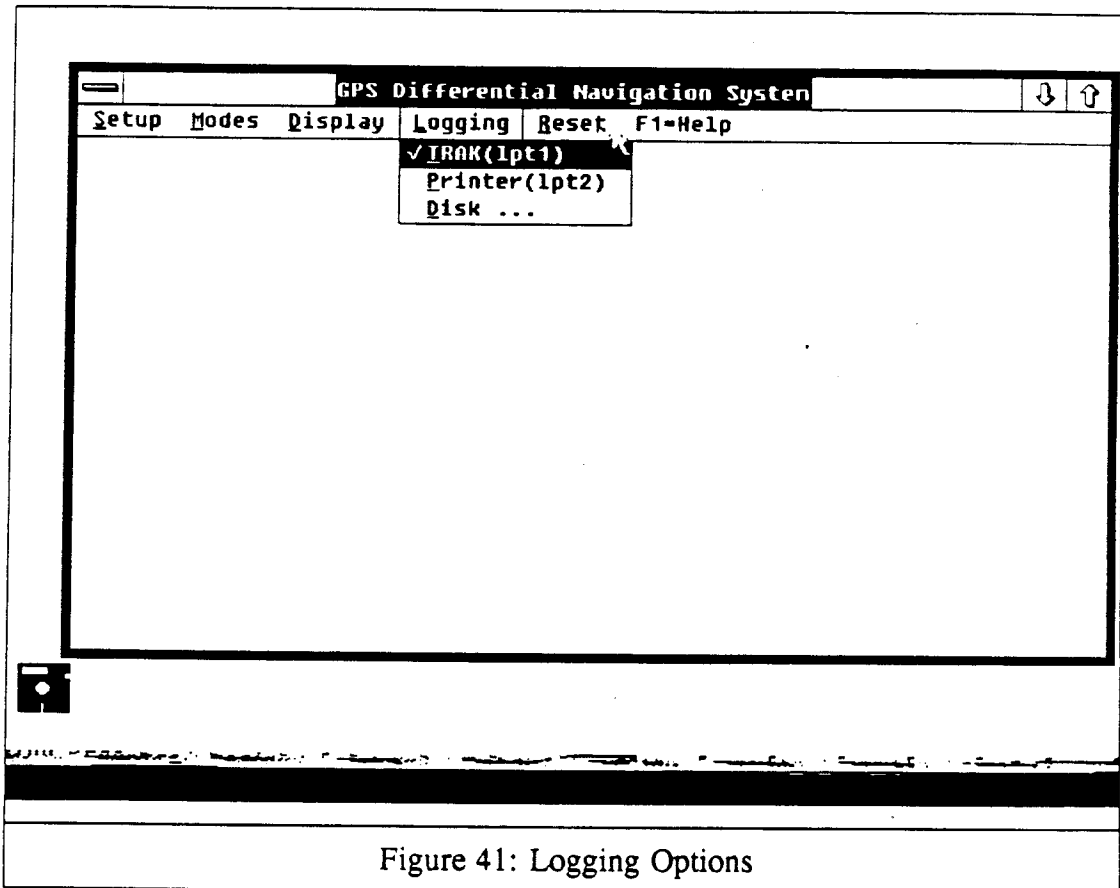 GPS Differential Navigation System
Setup Modes Display Logging Reset F1=Help
✓ TRAK(lpt1)
Printer(lpt2)
Disk ...
Figure 41: Logging Options